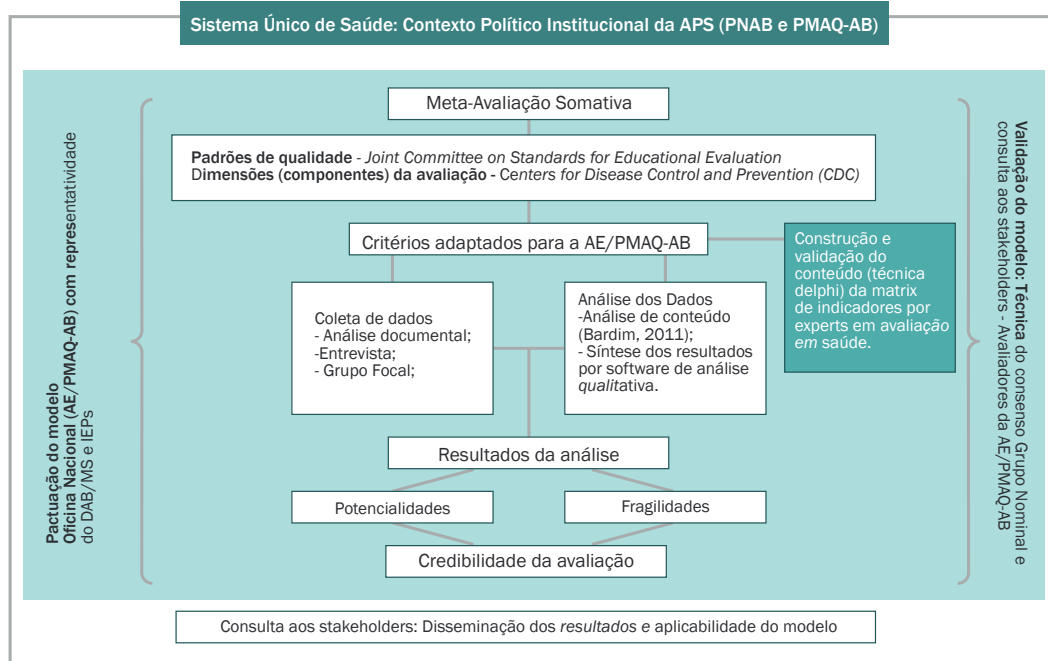 Sistema Único de Saúde: Contexto Político Institucional da APS (PNAB e PMAQ-AB)
Pactuação do modelo
Oficina Nacional (AE/PMAQ-AB) com representatividade
do DAB/MS e IEPs
Meta-Avaliação Somativa
Padrões de qualidade - Joint Committee on Standards for Educational Evaluation
Dimensões (componentes) da avaliação - Centers for Disease Control and Prevention (CDC)
Critérios adaptados para a AE/PMAQ-AB
Construção e
validação do
conteúdo (técnica
delphi) da matrix
de indicadores por
experts em avaliação
em saúde.
Coleta de dados
- Análise documental;
-Entrevista;
- Grupo Focal;
Análise dos Dados
-Análise de conteúdo
(Bardim, 2011);
- Síntese dos resultados
por software de análise
qualitativa.
Resultados da análise
Potencialidades
Fragilidades
Credibilidade da avaliação
Validação do modelo: Técnica do consenso Grupo Nominal e
consulta aos stakeholders - Avaliadores da AE/PMAQ-AB
Consulta aos stakeholders: Disseminação dos resultados e aplicabilidade do modelo